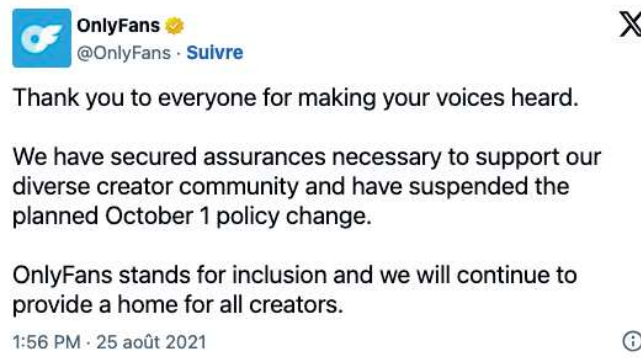 OnlyFans
@OnlyFans · Suivre
Thank you to everyone for making your voices heard.
We have secured assurances necessary to support our
diverse creator community and have suspended the
planned October 1 policy change.
OnlyFans stands for inclusion and we will continue to
provide a home for all creators.
1:56 PM · 25 août 2021